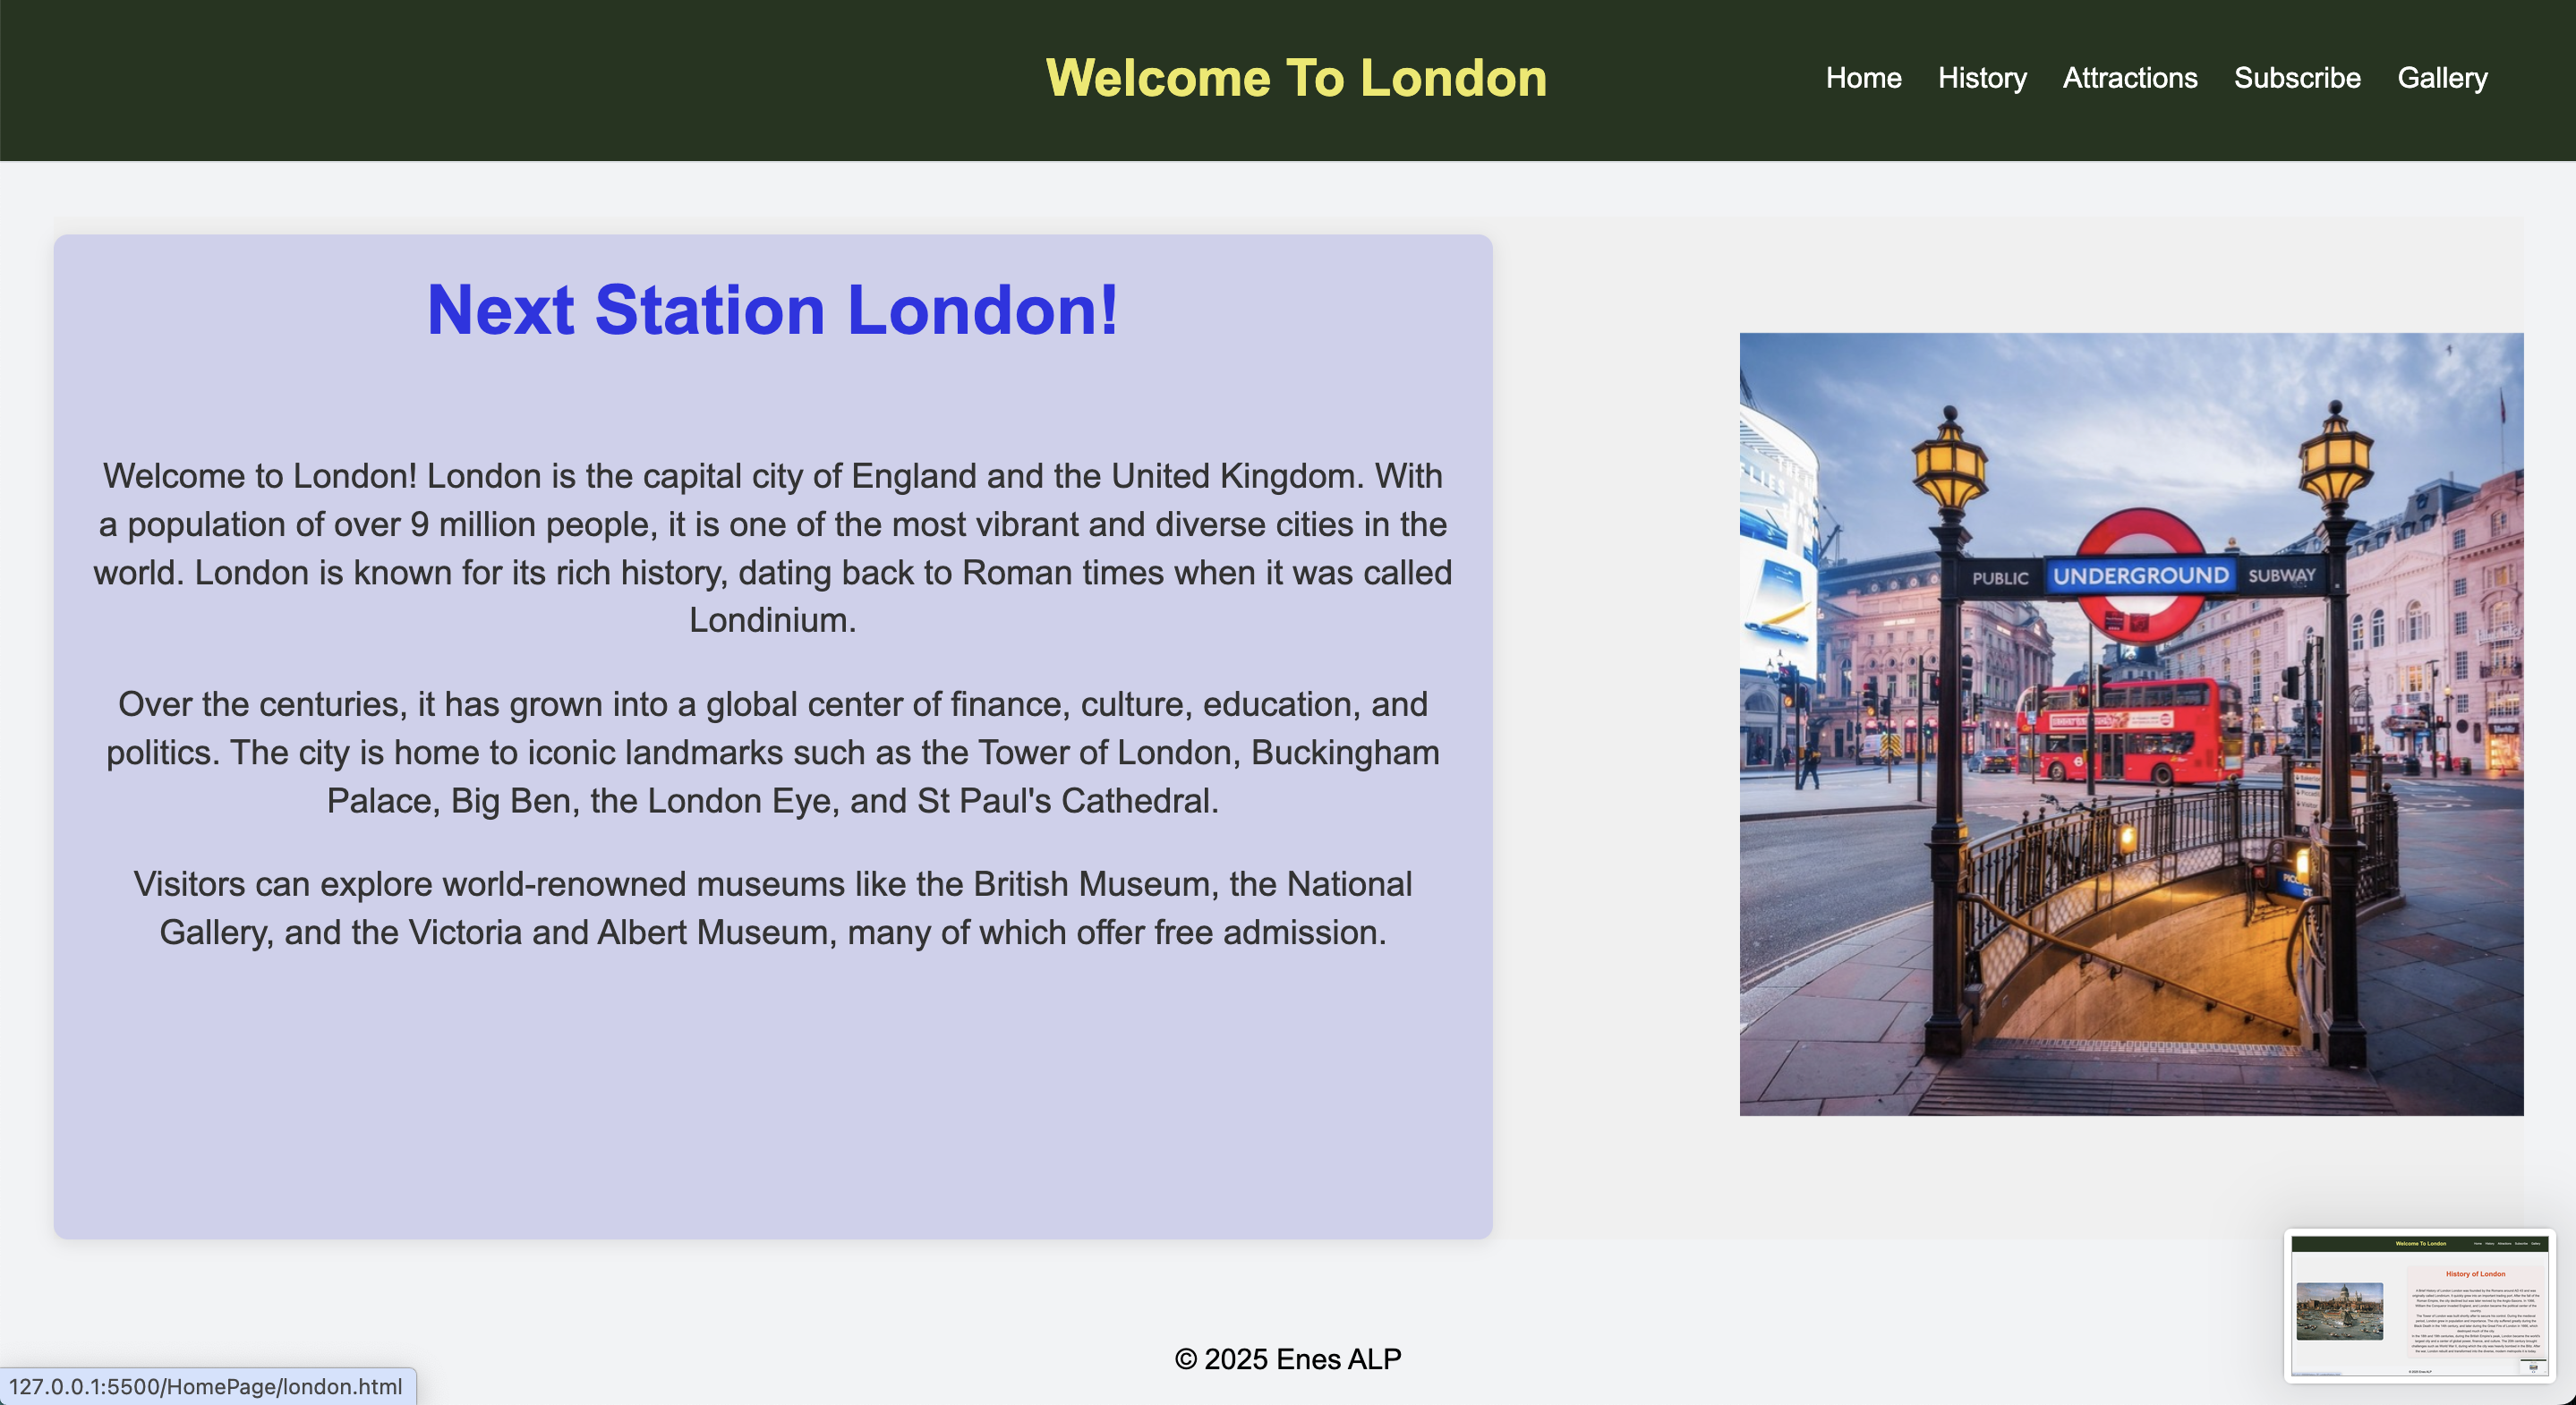 Welcome To London
Home History Attractions Subscribe Gallery
Next Station London!
Welcome to London! London is the capital city of England and the United Kingdom. With
a population of over 9 million people, it is one of the most vibrant and diverse cities in the
world. London is known for its rich history, dating back to Roman times when it was called
Londinium.
Over the centuries, it has grown into a global center of finance, culture, education, and
politics. The city is home to iconic landmarks such as the Tower of London, Buckingham
Palace, Big Ben, the London Eye, and St Paul's Cathedral.
Visitors can explore world-renowned museums like the British Museum, the National
Gallery, and the Victoria and Albert Museum, many of which offer free admission.
PUBLIC UNDERGROUND SUBWAY
Welcome To London
Home History Attractions Subscribe Gallery
History of London
© 2025 Enes ALP
127.0.0.1:5500/HomePage/london.html